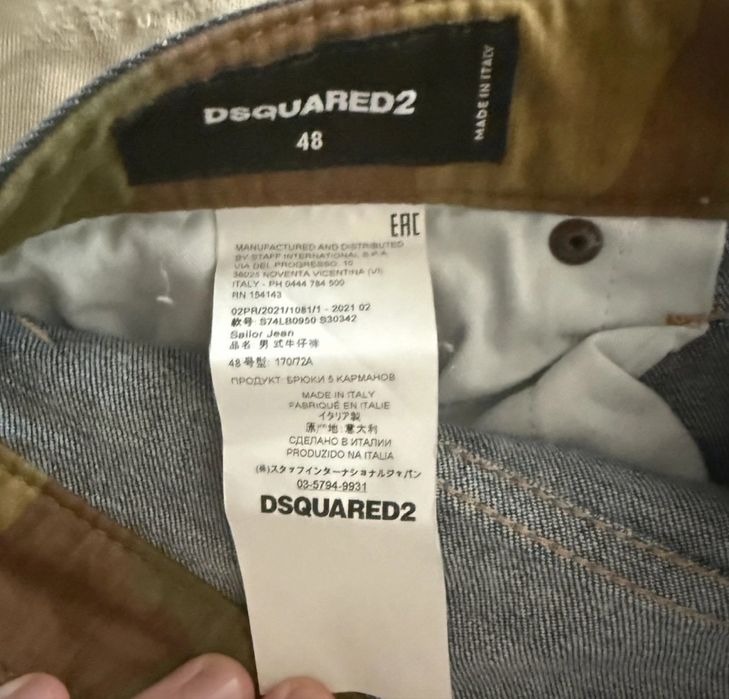 DSQUARED2
48
MADE IN ITALY
EAC
MANUFACTURED AND DISTRIBUTED
BY STAFF INTERNATIONAL S.P.A.
VIA DEL PROGRESSO, 10
36025 NOVENTA VICENTINA (VI)
ITALY - PH 0444 784 500
RN 154143
02PR/2021/1081/1 - 2021 02
款号 S74LB0950 S30342
Sailor Jean
品名 男式牛仔裤
48 号型: 170/72A
ПРОДУКТ: БРЮКИ 5 КАРМАНОВ
MADE IN ITALY
FABRIQUÉ EN ITALIE
イタリア製
原产地:意大利
СДЕЛАНО В ИТАЛИИ
PRODUZIDO NA ITALIA
(株)スタッフインターナショナルジャパン
03-5794-9931
DSQUARED2